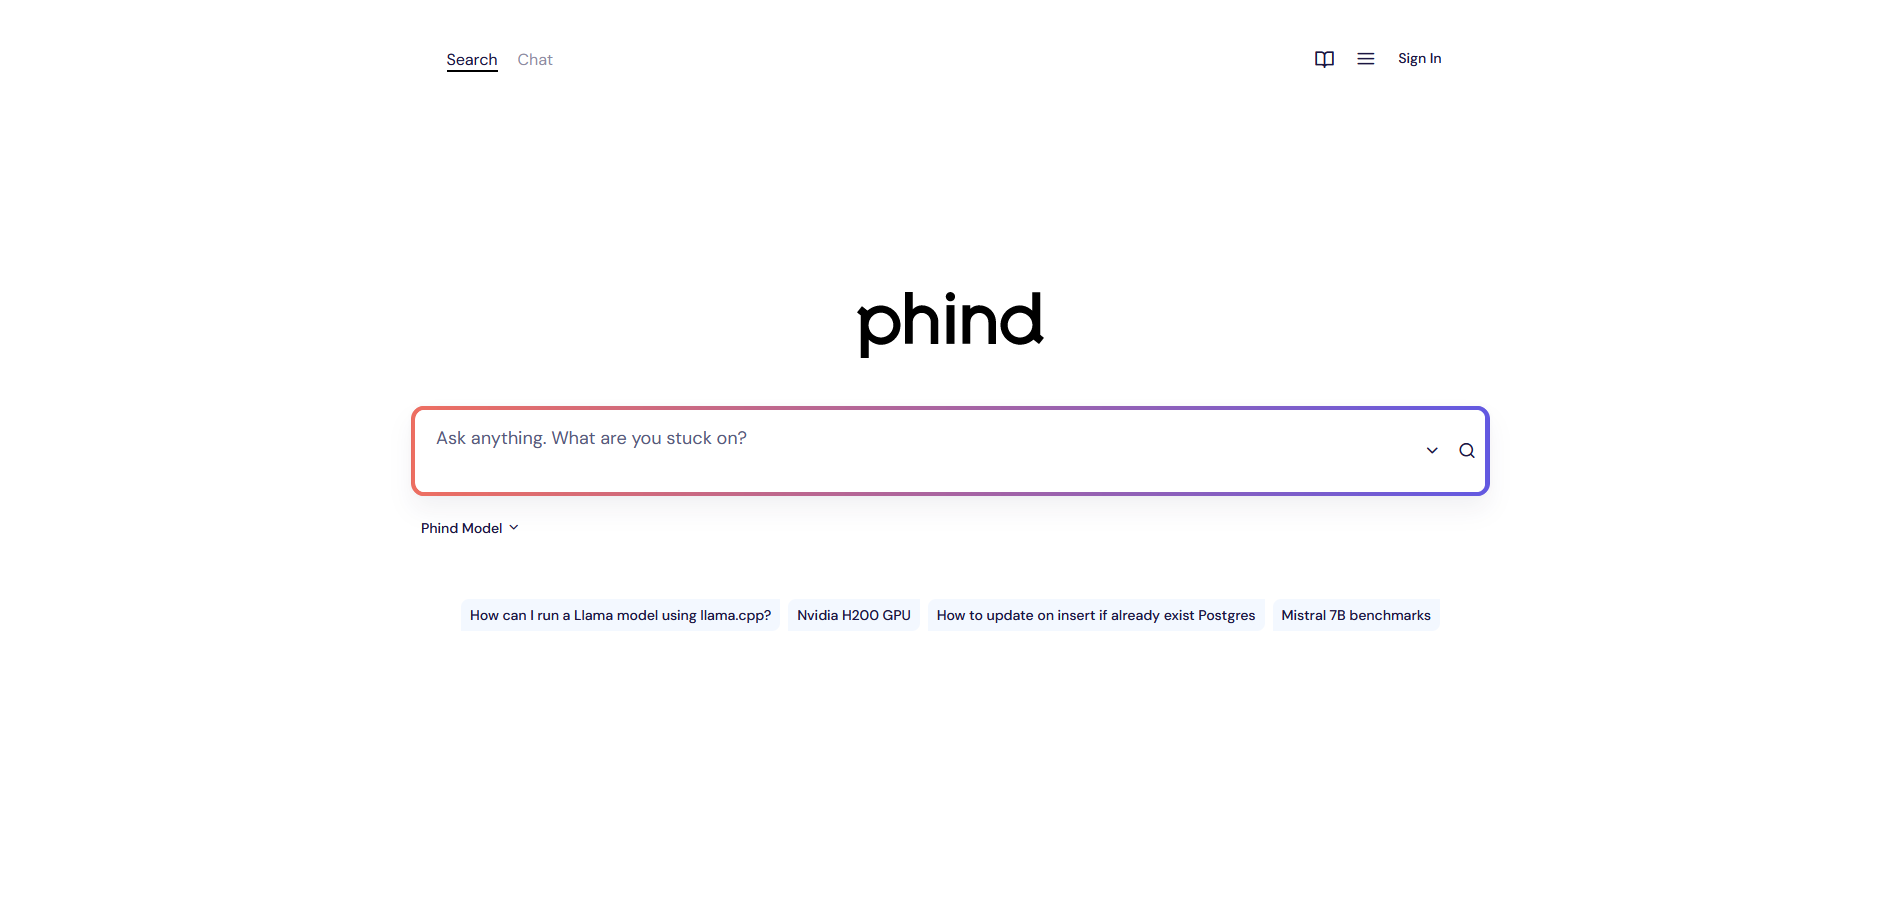 Search Chat Sign In
phind
Ask anything. What are you stuck on?
Phind Model
How can I run a Llama model using llama.cpp? Nvidia H200 GPU How to update on insert if already exist Postgres Mistral 7B benchmarks